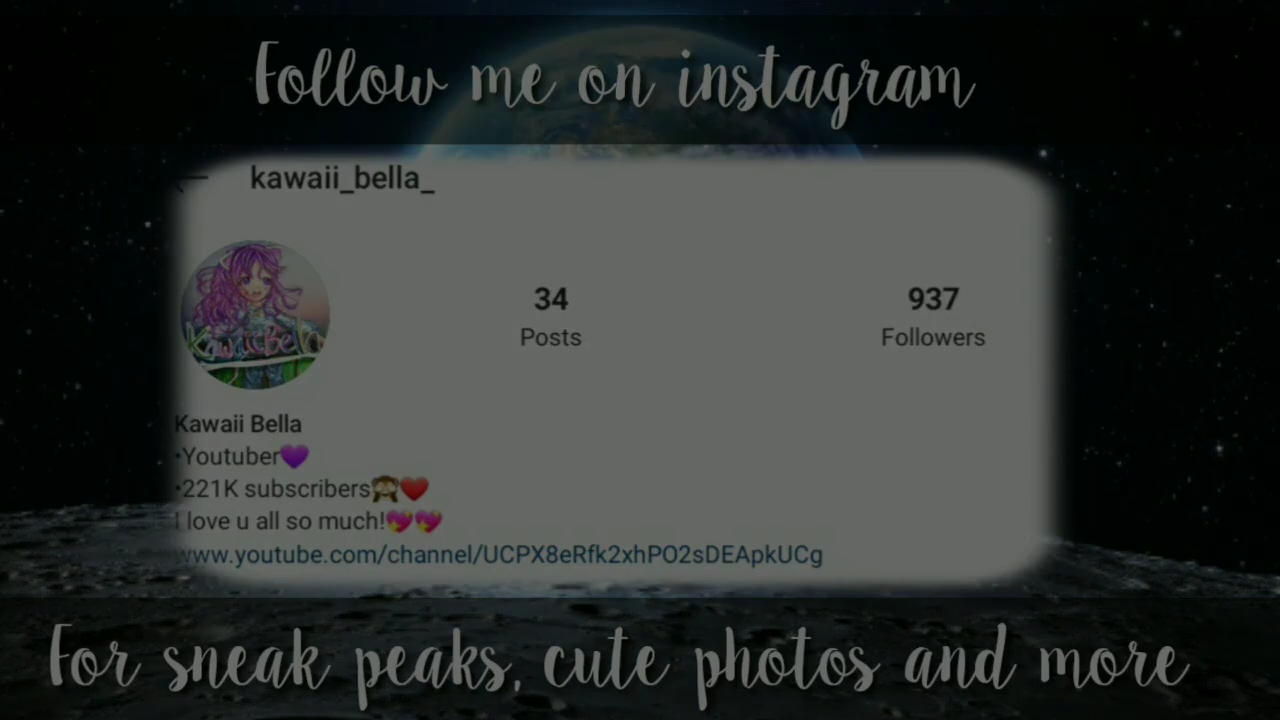 Follow me on instagram
kawaii_bella_
34
Posts
937
Followers
KawaiiBella
Kawaii Bella
•Youtuber💜
•221K subscribers🙈❤️
I love u all so much!💖💖
www.youtube.com/channel/UCPX8eRfk2xhPO2sDEApkUCg
For sneak peaks, cute photos and more